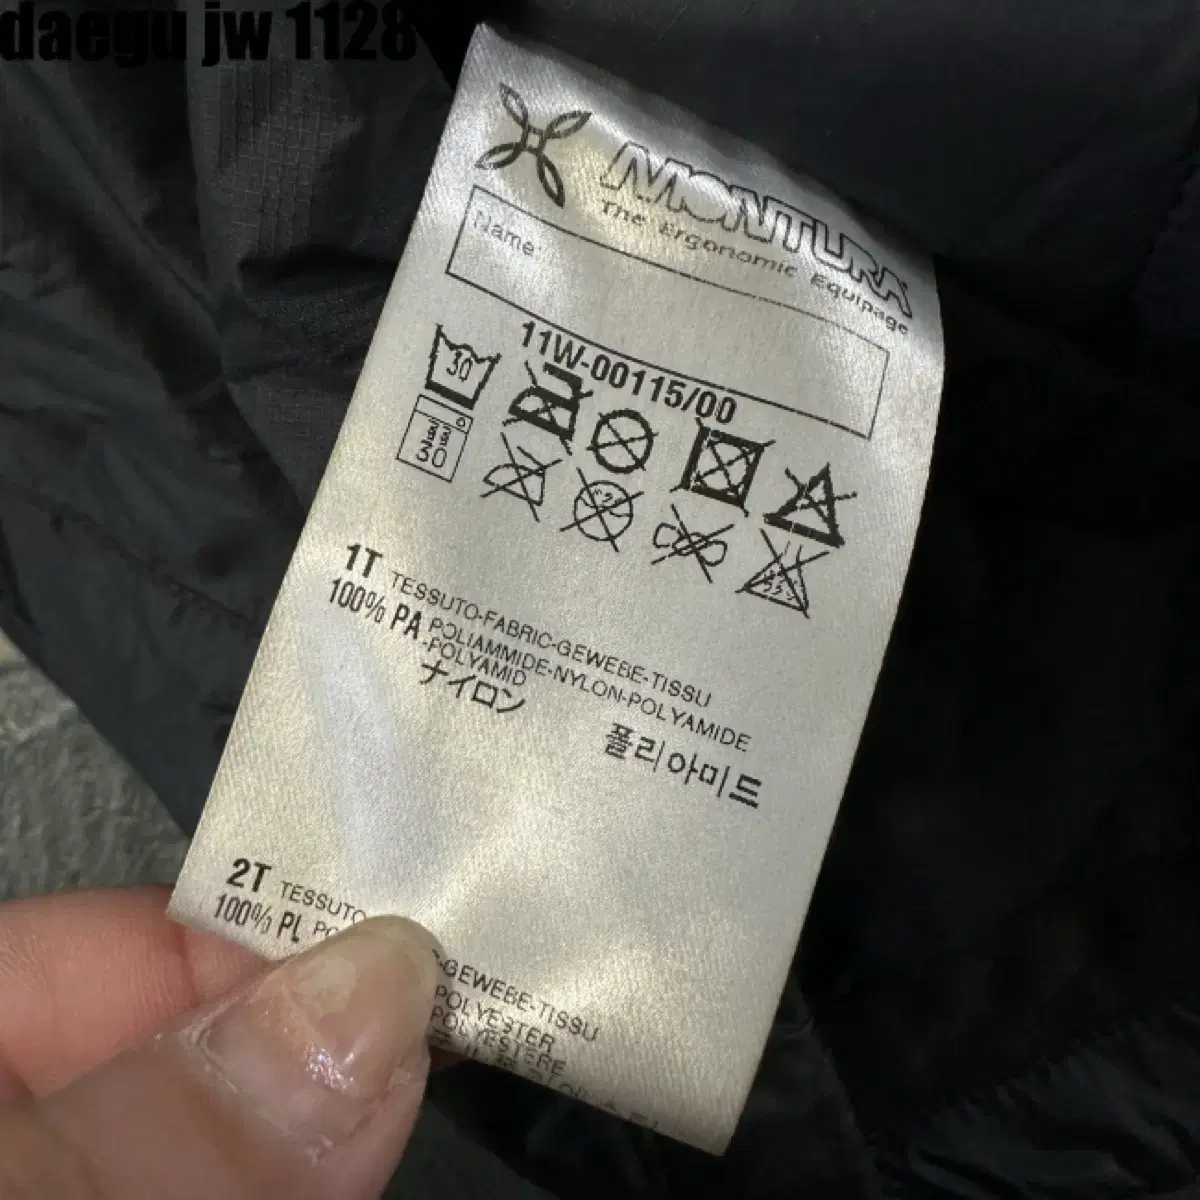 daegu jw 1128
MONTURA
The Ergonomic Equipage
Name:
11W-00115/00
30
30
1T TESSUTO-FABRIC-GEWEBE-TISSU
100% PA POLIAMMIDE-NYLON-POLYAMIDE
-POLYAMID
ナイロン
폴리아미드
2T TESSUTO
-GEWEBE-TISSU
100% PL
POLYESTER
POLYESTERE